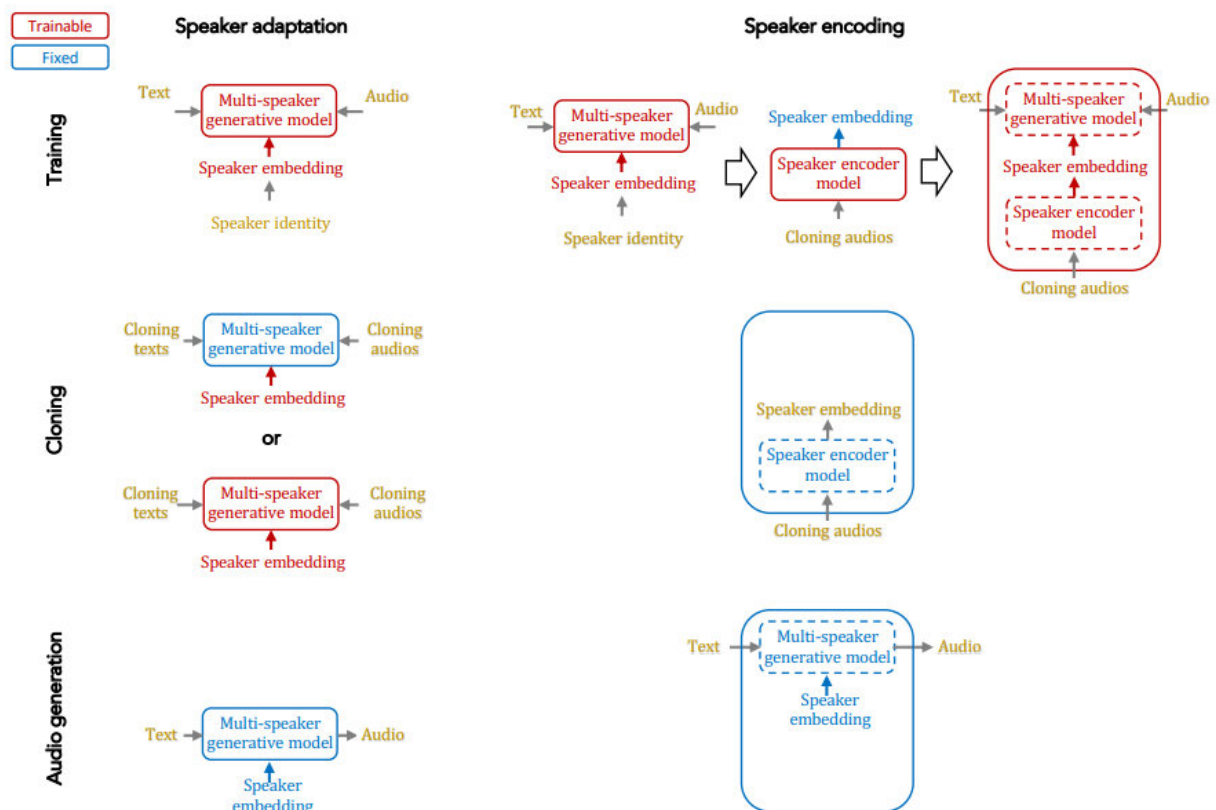 Trainable
Fixed
Speaker adaptation
Speaker encoding
Training
Text
Multi-speaker
generative model
Audio
Speaker embedding
Speaker identity
Text
Multi-speaker
generative model
Audio
Speaker embedding
Speaker identity
Speaker embedding
Speaker encoder
model
Cloning audios
Text
Multi-speaker
generative model
Audio
Speaker embedding
Speaker encoder
model
Cloning audios
Cloning
Cloning
texts
Multi-speaker
generative model
Cloning
audios
Speaker embedding
or
Cloning
texts
Multi-speaker
generative model
Cloning
audios
Speaker embedding
Speaker embedding
Speaker encoder
model
Cloning audios
Audio generation
Text
Multi-speaker
generative model
Audio
Speaker
embedding
Text
Multi-speaker
generative model
Audio
Speaker
embedding